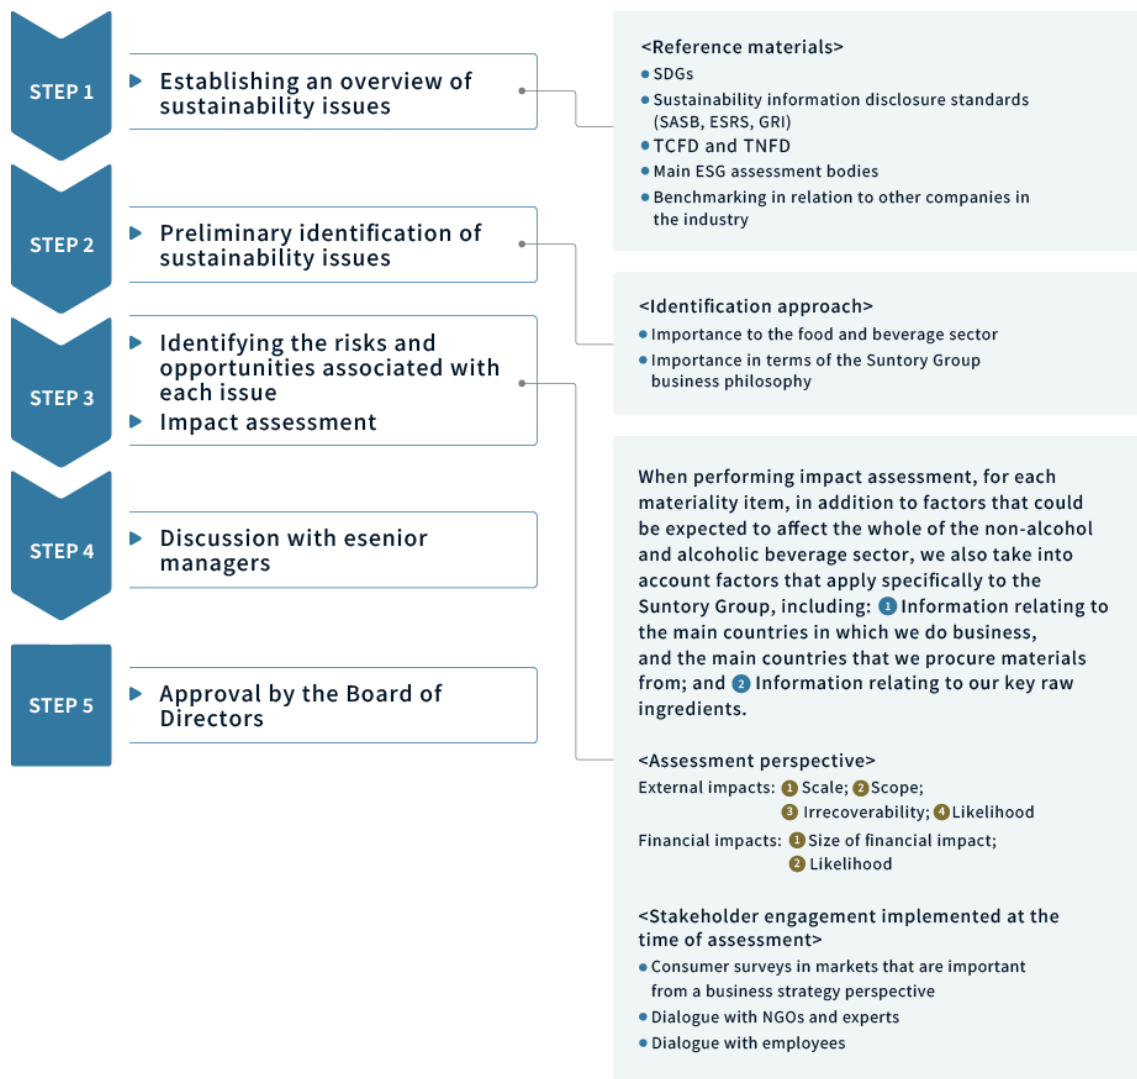 STEP 1
Establishing an overview of
sustainability issues
<Reference materials>
SDGs
Sustainability information disclosure standards
(SASB, ESRS, GRI)
TCFD and TNFD
Main ESG assessment bodies
Benchmarking in relation to other companies in
the industry
STEP 2
Preliminary identification of
sustainability issues
<Identification approach>
Importance to the food and beverage sector
Importance in terms of the Suntory Group
business philosophy
STEP 3
Identifying the risks and
opportunities associated with
each issue
Impact assessment
When performing impact assessment, for each
materiality item, in addition to factors that could
be expected to affect the whole of the non-alcohol
and alcoholic beverage sector, we also take into
account factors that apply specifically to the
Suntory Group, including: 1 Information relating to
the main countries in which we do business,
and the main countries that we procure materials
from; and 2 Information relating to our key raw
ingredients.
<Assessment perspective>
External impacts: 1 Scale; 2 Scope;
3 Irrecoverability; 4 Likelihood
Financial impacts: 1 Size of financial impact;
2 Likelihood
<Stakeholder engagement implemented at the
time of assessment>
Consumer surveys in markets that are important
from a business strategy perspective
Dialogue with NGOs and experts
Dialogue with employees
STEP 4
Discussion with esenior
managers
STEP 5
Approval by the Board of
Directors